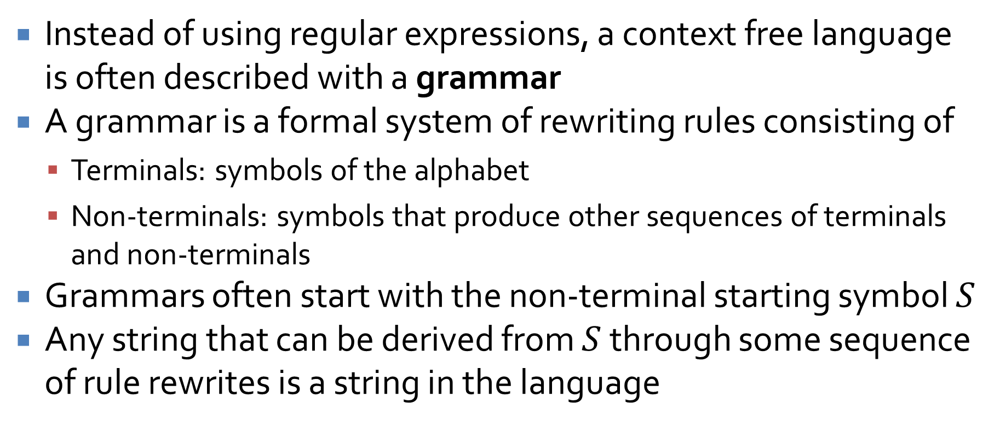 Instead of using regular expressions, a context free language
is often described with a grammar
A grammar is a formal system of rewriting rules consisting of
Terminals: symbols of the alphabet
Non-terminals: symbols that produce other sequences of terminals
and non-terminals
Grammars often start with the non-terminal starting symbol S
Any string that can be derived from S through some sequence
of rule rewrites is a string in the language